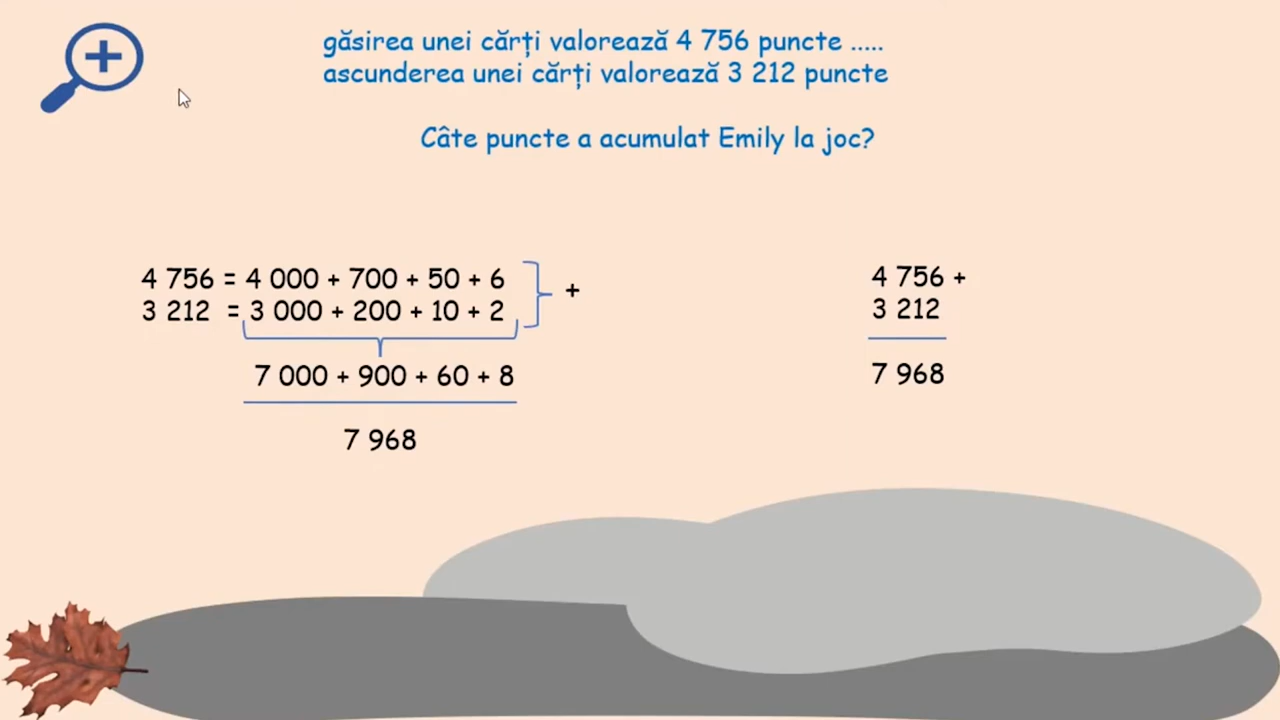 găsirea unei cărți valorează 4 756 puncte .....
ascunderea unei cărți valorează 3 212 puncte
Câte puncte a acumulat Emily la joc?
4 756 = 4 000 + 700 + 50 + 6
3 212 = 3 000 + 200 + 10 + 2
+
7 000 + 900 + 60 + 8
7 968
4 756 +
3 212
7 968